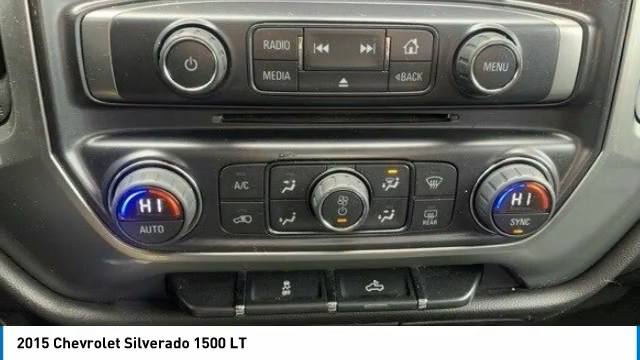 RADIO
MEDIA
MENU
BACK
A/C
HI
AUTO
HI
SYNC
REAR
2015 Chevrolet Silverado 1500 LT